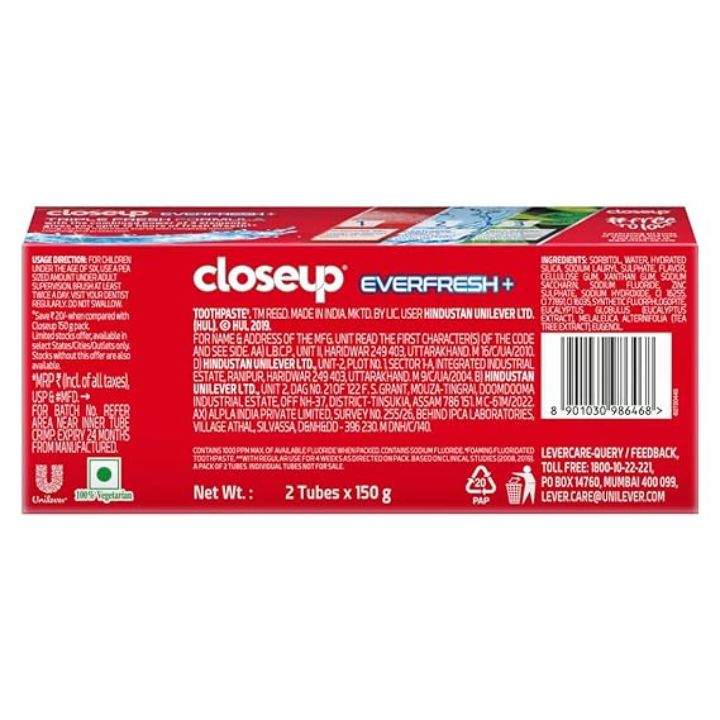 closeup EVERFRESH+
TRIPLE FRESH FORMULA
1
2
3
closeup
USAGE DIRECTION: FOR CHILDREN
UNDER THE AGE OF SIX, USE A PEA
SIZED AMOUNT UNDER ADULT
SUPERVISION. BRUSH AT LEAST
TWICE A DAY. VISIT YOUR DENTIST
REGULARLY. DO NOT SWALLOW.
*Save ₹20/- when compared with
Closeup 150 g pack.
Limited stocks offer, available in
select States/Cities/Outlets only.
Stocks without this offer are also
available.
*MRP ₹ (Incl. of all taxes),
USP & #MFD. →
FOR BATCH No. REFER
AREA NEAR INNER TUBE
CRIMP. EXPIRY 24 MONTHS
FROM MANUFACTURED.
Unilever
100% Vegetarian
closeup® EVERFRESH+
TOOTHPASTE*. TM REGD. MADE IN INDIA. MKTD. BY LIC. USER HINDUSTAN UNILEVER LTD.
(HUL). © HUL 2019.
FOR NAME & ADDRESS OF THE MFG. UNIT READ THE FIRST CHARACTER(S) OF THE CODE
AND SEE SIDE. AA) L.B.C.P., UNIT II, HARIDWAR 249 403, UTTARAKHAND. M 16/C/UA/2010.
D) HINDUSTAN UNILEVER LTD., UNIT-2, PLOT NO. 1, SECTOR 1-A, INTEGRATED INDUSTRIAL
ESTATE, RANIPUR, HARIDWAR 249 403, UTTARAKHAND. M 9/C/UA/2004. B) HINDUSTAN
UNILEVER LTD., UNIT 2, DAG NO. 21 OF 122 F.S. GRANT, MOUZA-TINGRAI, DOOMDOOMA
INDUSTRIAL ESTATE, OFF NH-37, DISTRICT-TINSUKIA, ASSAM 786 151. M.C-61M/2022.
AX) ALPLA INDIA PRIVATE LIMITED, SURVEY NO. 255/26, BEHIND IPCA LABORATORIES,
VILLAGE ATHAL, SILVASSA, D&NH&DD - 396 230. M DNH/C/140.
CONTAINS 1000 PPM MAX. OF AVAILABLE FLUORIDE WHEN PACKED. CONTAINS SODIUM FLUORIDE. *FOAMING FLUORIDATED
TOOTHPASTE. **WITH REGULAR USE FOR 4 WEEKS AS DIRECTED ON PACK. BASED ON CLINICAL STUDIES (2008, 2019).
A PACK OF 2 TUBES. INDIVIDUAL TUBES NOT FOR SALE.
Net Wt. : 2 Tubes x 150 g
20
PAP
INGREDIENTS: SORBITOL, WATER, HYDRATED
SILICA, SODIUM LAURYL SULPHATE, FLAVOR,
CELLULOSE GUM, XANTHAN GUM, SODIUM
SACCHARIN, SODIUM FLUORIDE, ZINC
SULPHATE, SODIUM HYDROXIDE, CI 16255,
CI 77891, CI 16035, SYNTHETIC FLUORPHLOGOPITE,
EUCALYPTUS GLOBULUS EUCALYPTUS
EXTRACT, MELALEUCA ALTERNIFOLIA (TEA
TREE EXTRACT), EUGENOL.
8 901030 986468 >
LEVERCARE-QUERY / FEEDBACK,
TOLL FREE: 1800-10-22-221,
PO BOX 14760, MUMBAI 400 099,
LEVER.CARE@UNILEVER.COM